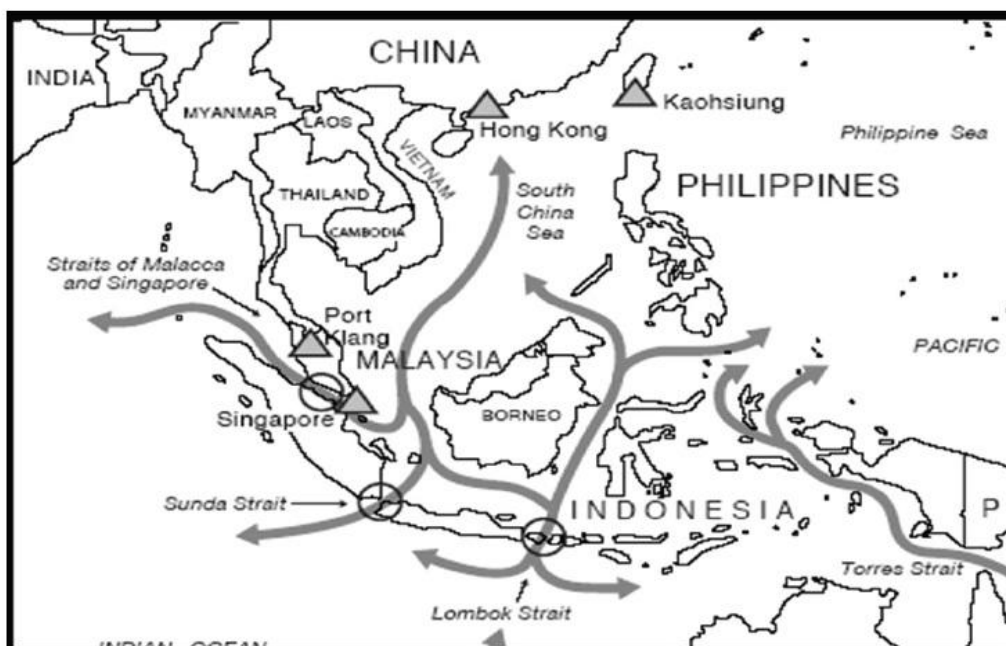 CHINA
INDIA
MYANMAR
LAOS
Hong Kong
Kaohsiung
Philippine Sea
VIETNAM
THAILAND
South
China
Sea
PHILIPPINES
CAMBODIA
Straits of Malacca
and Singapore
Port
Klang
MALAYSIA
PACIFIC
Singapore
BORNEO
Sunda Strait
INDONESIA
P
Torres Strait
Lombok Strait
INDIAN OCEAN